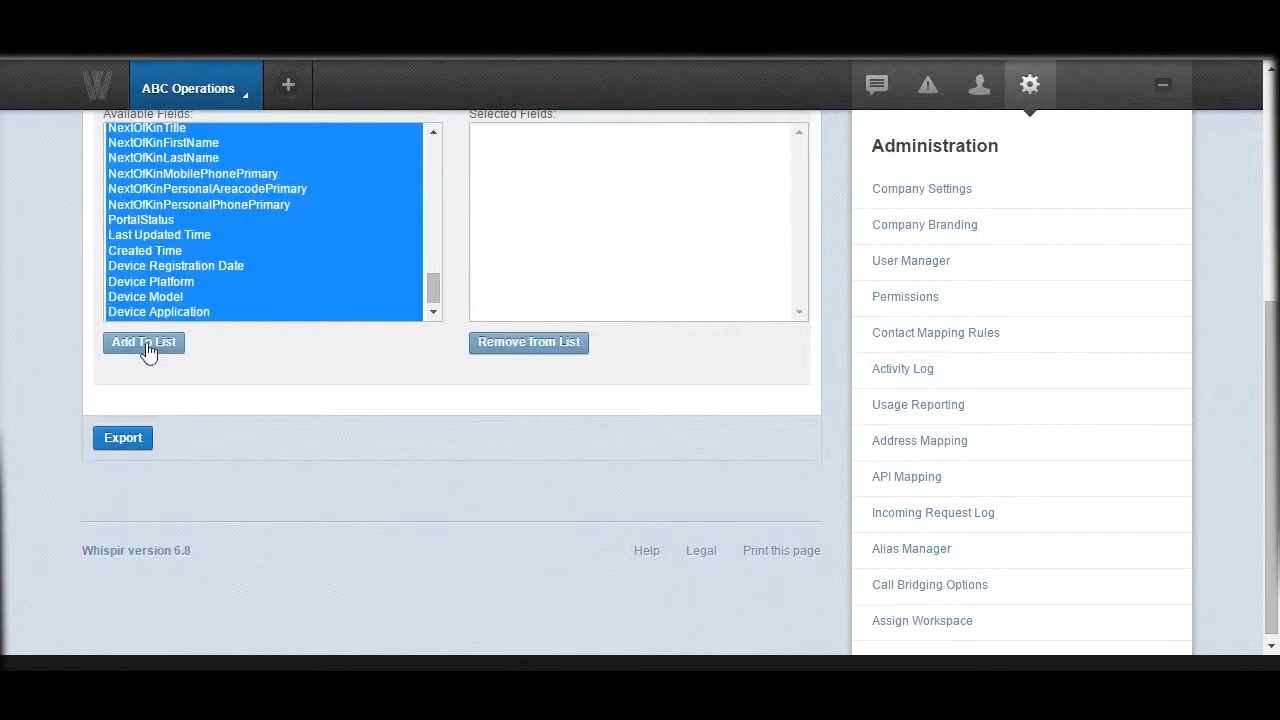 W
ABC Operations
+
Available Fields:
Selected Fields:
NextOfKinTitle
NextOfKinFirstName
NextOfKinLastName
NextOfKinMobilePhonePrimary
NextOfKinPersonalAreacodePrimary
NextOfKinPersonalPhonePrimary
PortalStatus
Last Updated Time
Created Time
Device Registration Date
Device Platform
Device Model
Device Application
Add To List
Remove from List
Export
Whispir version 6.8
Help
Legal
Print this page
Administration
Company Settings
Company Branding
User Manager
Permissions
Contact Mapping Rules
Activity Log
Usage Reporting
Address Mapping
API Mapping
Incoming Request Log
Alias Manager
Call Bridging Options
Assign Workspace